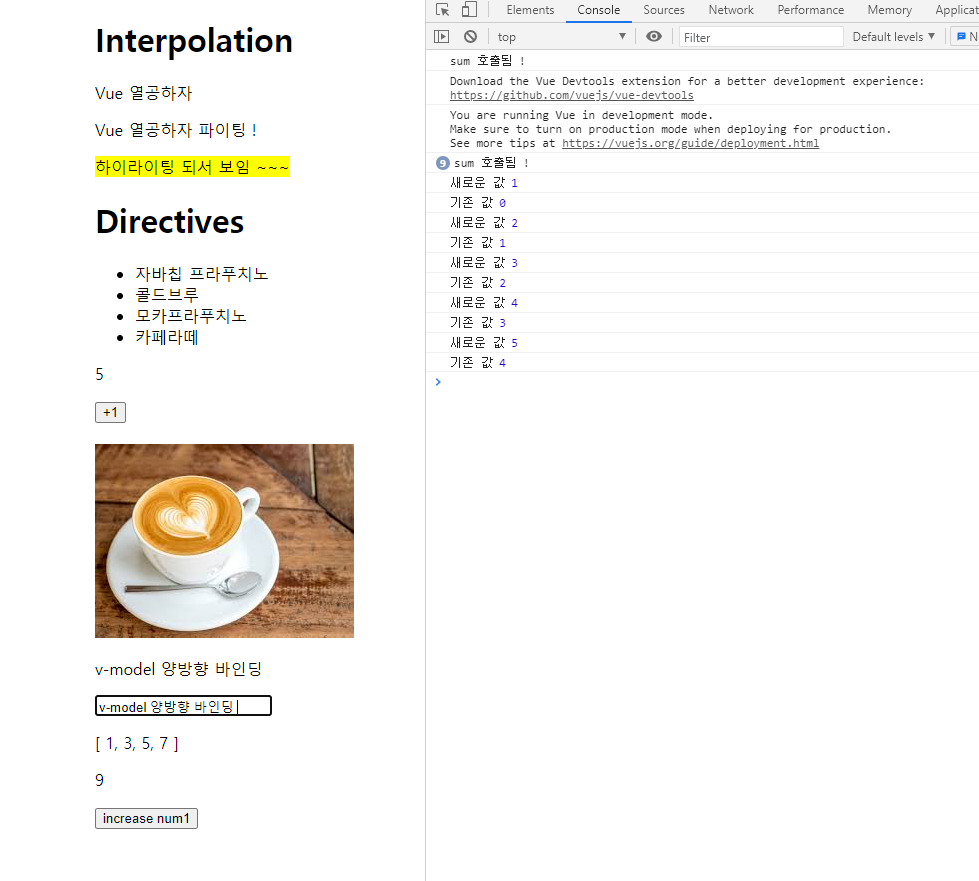 Interpolation
Vue 열공하자
Vue 열공하자 파이팅 !
하이라이팅 되서 보임 ~~~
Directives
자바칩 프라푸치노
콜드브루
모카프라푸치노
카페라떼
5
+1
v-model 양방향 바인딩
v-model 양방향 바인딩
[ 1, 3, 5, 7 ]
9
increase num1
Elements Console Sources Network Performance Memory Applicat
top Filter Default levels N
sum 호출됨 !
Download the Vue Devtools extension for a better development experience:
https://github.com/vuejs/vue-devtools
You are running Vue in development mode.
Make sure to turn on production mode when deploying for production.
See more tips at https://vuejs.org/guide/deployment.html
9 sum 호출됨 !
새로운 값 1
기존 값 0
새로운 값 2
기존 값 1
새로운 값 3
기존 값 2
새로운 값 4
기존 값 3
새로운 값 5
기존 값 4